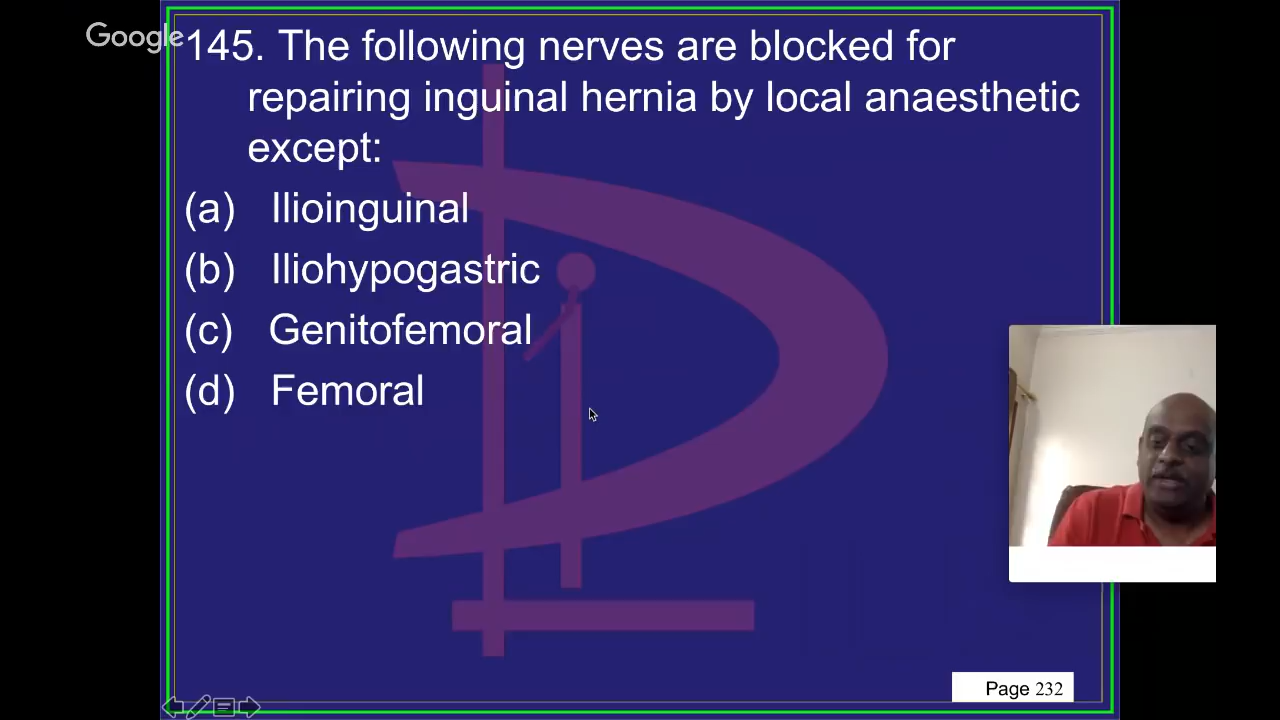 Google
145. The following nerves are blocked for
repairing inguinal hernia by local anaesthetic
except:
(a) Ilioinguinal
(b) Iliohypogastric
(c) Genitofemoral
(d) Femoral
Page 232